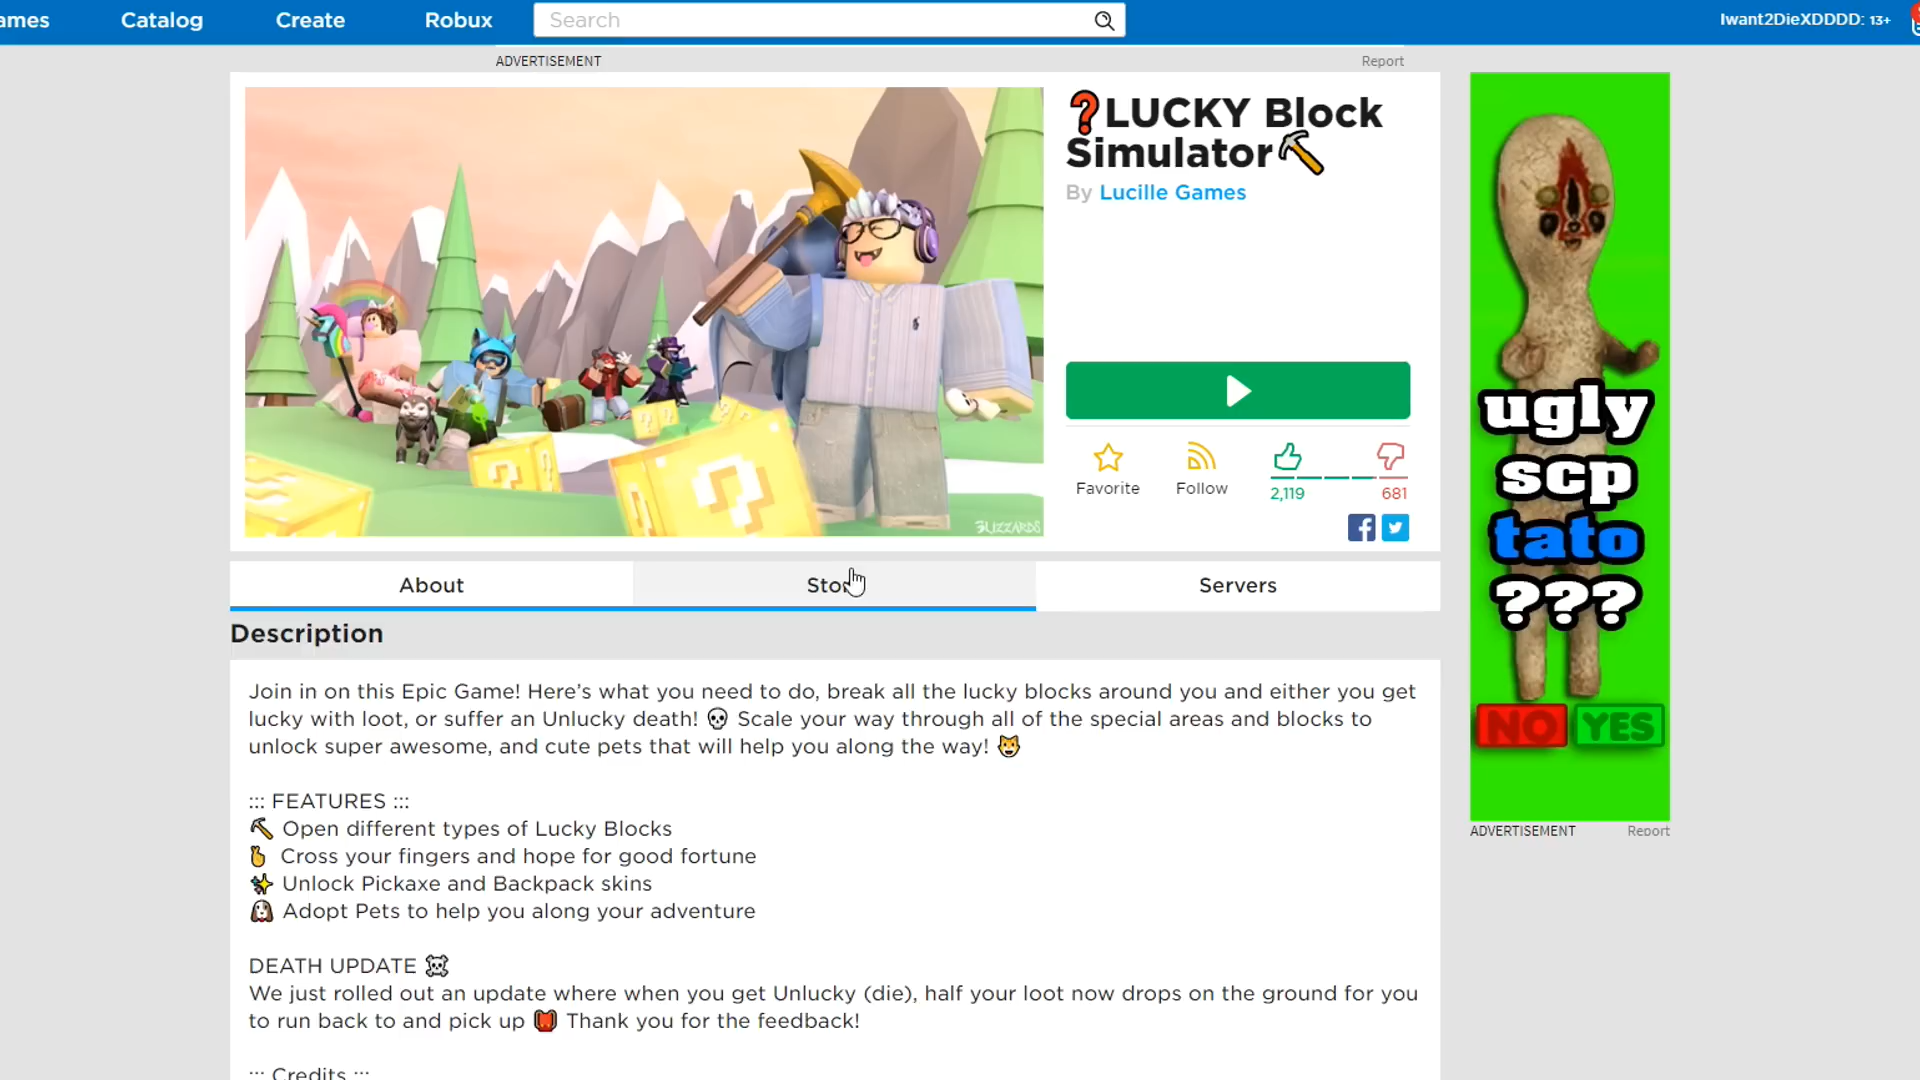 ames Catalog Create Robux Search Iwant2DieXDDDD: 13+
ADVERTISEMENT Report
❓LUCKY Block
Simulator🔨
By Lucille Games
Favorite Follow 2,119 681
BLIZZARDS
About Sto Servers
Description
Join in on this Epic Game! Here's what you need to do, break all the lucky blocks around you and either you get
lucky with loot, or suffer an Unlucky death! 💀 Scale your way through all of the special areas and blocks to
unlock super awesome, and cute pets that will help you along the way! 🐱
::: FEATURES :::
🔨 Open different types of Lucky Blocks
🤞 Cross your fingers and hope for good fortune
✨ Unlock Pickaxe and Backpack skins
🐶 Adopt Pets to help you along your adventure
DEATH UPDATE ☠️
We just rolled out an update where when you get Unlucky (die), half your loot now drops on the ground for you
to run back to and pick up 🎒 Thank you for the feedback!
::: Credits :::
ugly
scp
tato
???
NO YES
ADVERTISEMENT Report